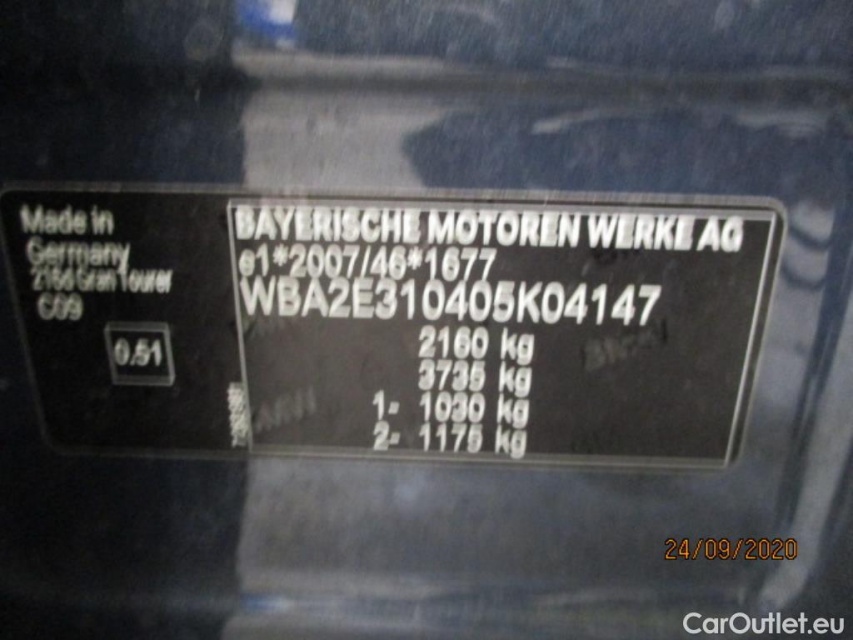 Made in
Germany
216d Gran Tourer
C09
0.51
BAYERISCHE MOTOREN WERKE AG
e1*2007/46*1677
WBA2E310405K04147
2160 kg
3735 kg
1- 1030 kg
2- 1175 kg
24/09/2020
CarOutlet.eu